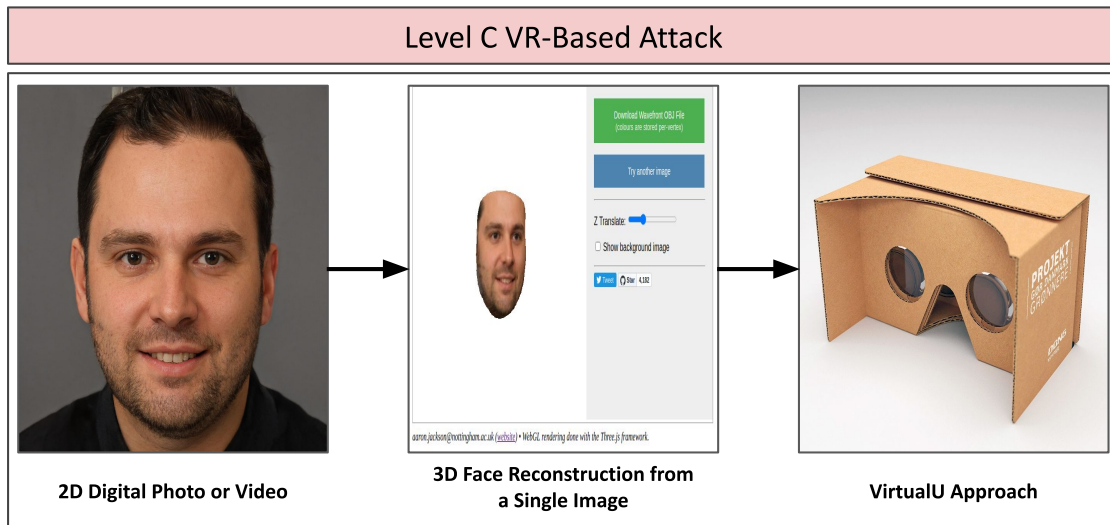 Level C VR-Based Attack
Download Wavefront OBJ File
(colours are stored per-vertex)
Try another image
Z Translate:
Show background image
Tweet
Star
4,182
aaron.jackson@nottingham.ac.uk (website) • WebGL rendering done with the Three.js framework.
PROJEKT
GRØNNERE
2D Digital Photo or Video
3D Face Reconstruction from
a Single Image
VirtualU Approach